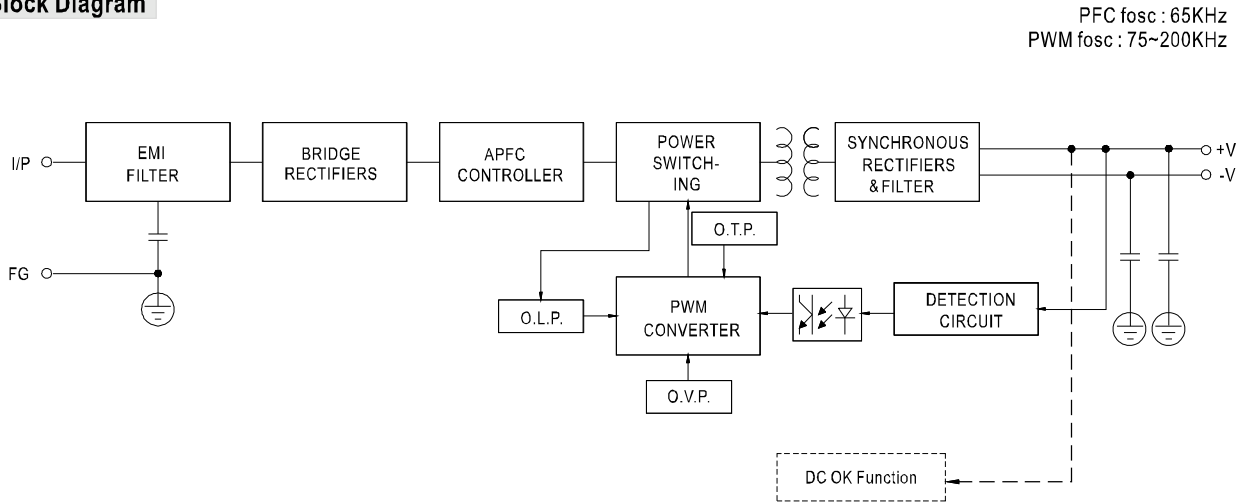 Block Diagram
PFC fosc : 65KHz
PWM fosc : 75~200KHz
I/P
EMI
FILTER
BRIDGE
RECTIFIERS
APFC
CONTROLLER
POWER
SWITCH-
ING
SYNCHRONOUS
RECTIFIERS
& FILTER
+V
-V
O.T.P.
FG
O.L.P.
PWM
CONVERTER
DETECTION
CIRCUIT
O.V.P.
DC OK Function